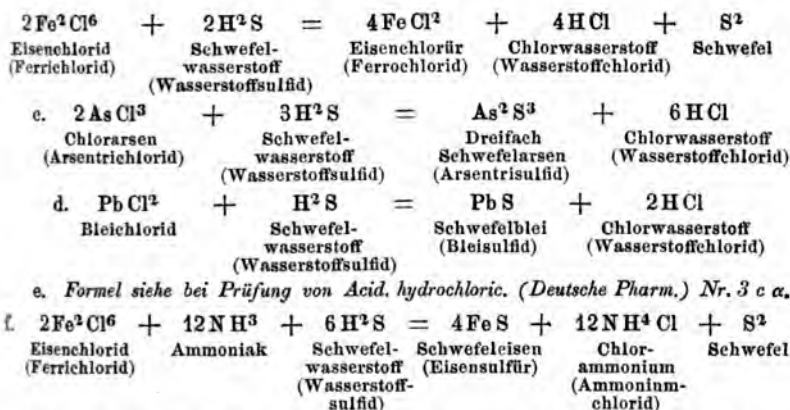 2Fe²Cl⁶ + 2H²S = 4FeCl² + 4HCl + S²
Eisenchlorid Schwefel- Eisenchlorür Chlorwasserstoff Schwefel
(Ferrichlorid) wasserstoff (Ferrochlorid) (Wasserstoffchlorid)
(Wasserstoffsulfid)
c. 2AsCl³ + 3H²S = As²S³ + 6HCl
Chlorarsen Schwefel- Dreifach Chlorwasserstoff
(Arsentrichlorid) wasserstoff Schwefelarsen (Wasserstoffchlorid)
(Wasserstoffsulfid) (Arsentrisulfid)
d. PbCl² + H²S = PbS + 2HCl
Bleichlorid Schwefel- Schwefelblei Chlorwasserstoff
wasserstoff (Bleisulfid) (Wasserstoffchlorid)
(Wasserstoffsulfid)
e. Formel siehe bei Prüfung von Acid. hydrochloric. (Deutsche Pharm.) Nr. 3 c α.
f. 2Fe²Cl⁶ + 12NH³ + 6H²S = 4FeS + 12NH⁴Cl + S²
Eisenchlorid Ammoniak Schwefel- Schwefeleisen Chlor- Schwefel
(Ferrichlorid) wasserstoff (Eisensulfür) ammonium
(Wasserstoff- (Ammonium-
sulfid) chlorid)